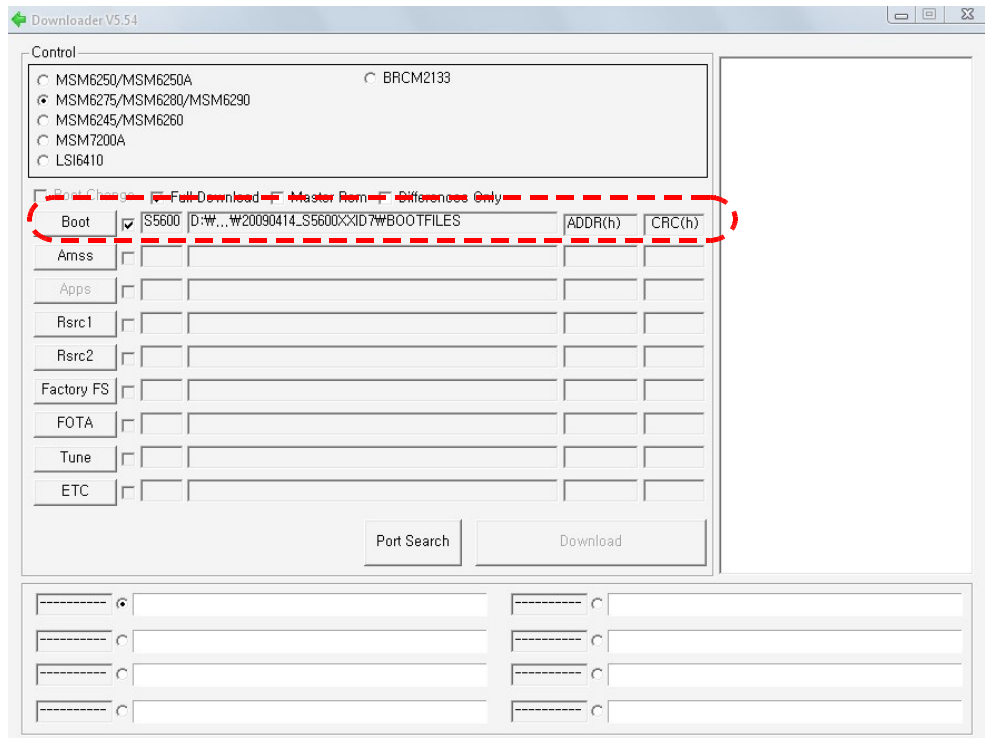 Downloader V5.54
Control
MSM6250/MSM6250A BRCM2133
MSM6275/MSM6280/MSM6290
MSM6245/MSM6260
MSM7200A
LSI6410
Boot Change Full Download Master Rom Differences Only
Boot S5600 D:₩...₩20090414_S5600XXID7₩BOOTFILES ADDR(h) CRC(h)
Amss
Apps
Rsrc1
Rsrc2
Factory FS
FOTA
Tune
ETC
Port Search Download
---------- ----------
---------- ----------
---------- ----------
---------- ----------